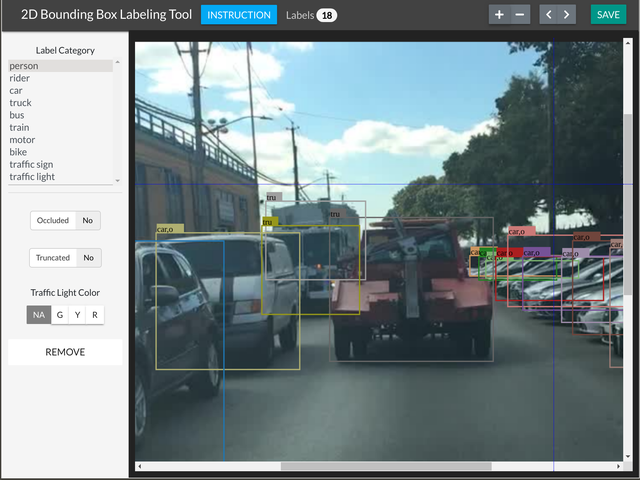 2D Bounding Box Labeling Tool INSTRUCTION Labels 18 + − < > SAVE
Label Category
person
rider
car
truck
bus
train
motor
bike
traffic sign
traffic light
Occluded No
Truncated No
Traffic Light Color
NA G Y R
REMOVE
tru
tru
tru
car,o
car,o
car,o
car,o
car,o
car,o